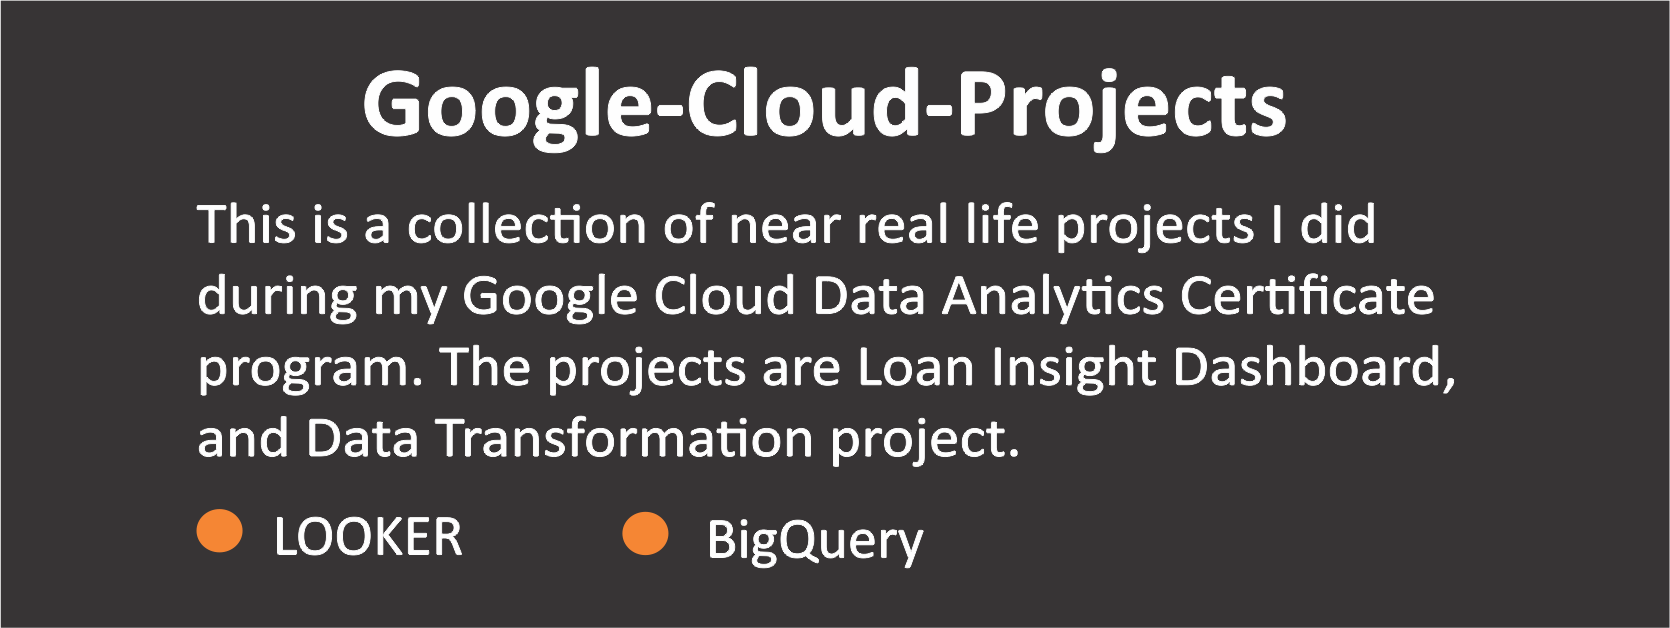 Google-Cloud-Projects
This is a collection of near real life projects I did
during my Google Cloud Data Analytics Certificate
program. The projects are Loan Insight Dashboard,
and Data Transformation project.
LOOKER BigQuery